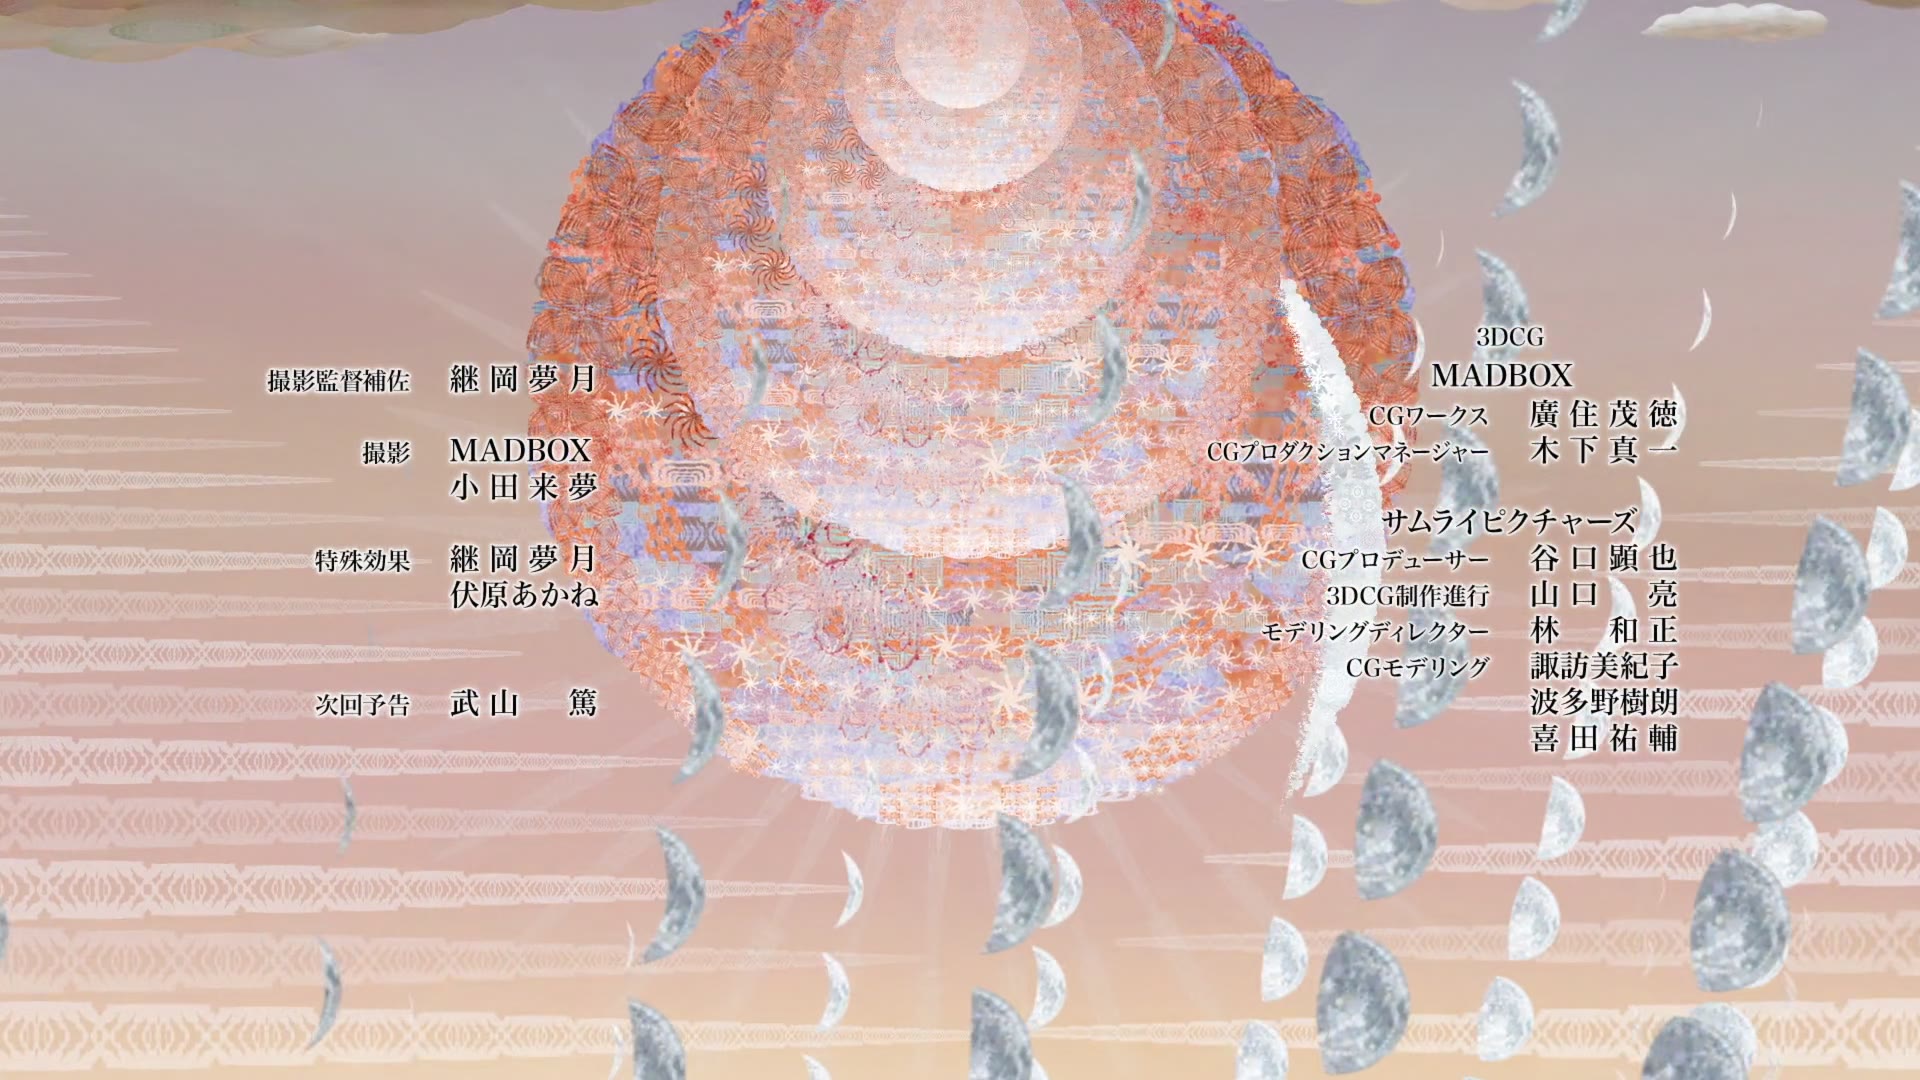 撮影監督補佐 継岡夢月
撮影 MADBOX
小田来夢
特殊効果 継岡夢月
伏原あかね
次回予告 武山 篤
3DCG
MADBOX
CGワークス 廣住茂徳
CGプロダクションマネージャー 木下真一
サムライピクチャーズ
CGプロデューサー 谷口顕也
3DCG制作進行 山口 亮
モデリングディレクター 林 和正
CGモデリング 諏訪美紀子
波多野樹朗
喜田祐輔